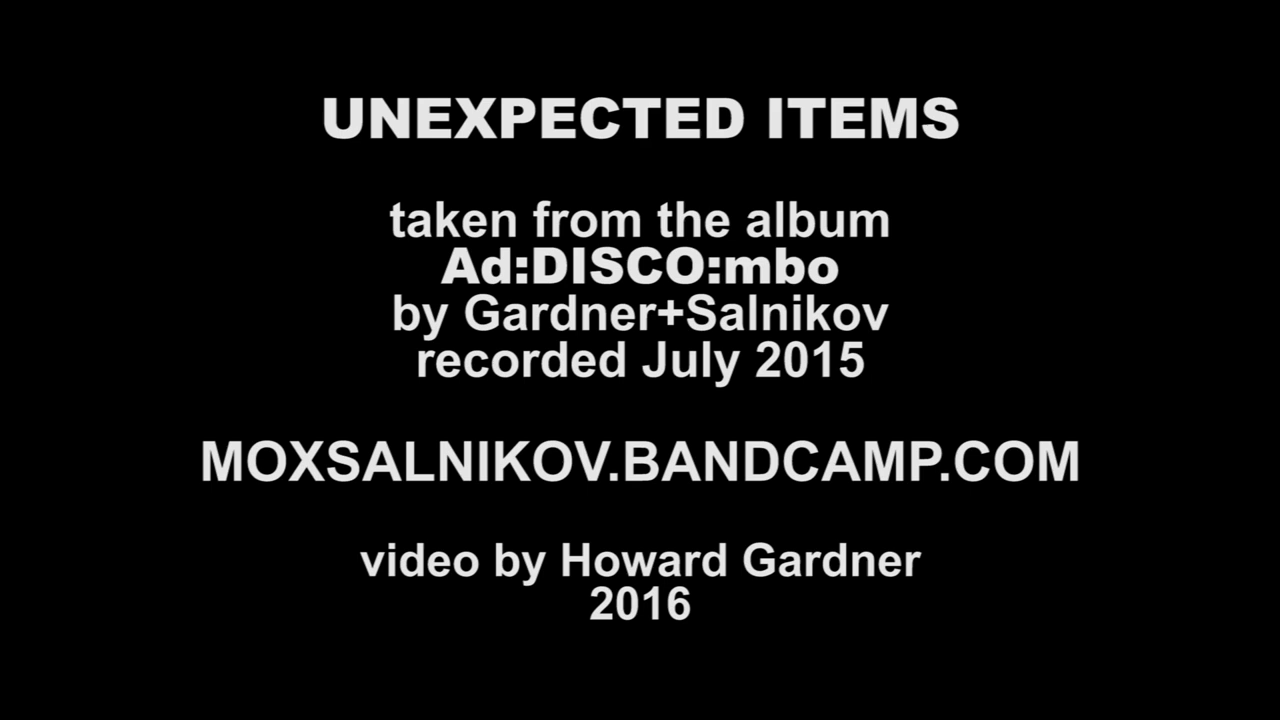 UNEXPECTED ITEMS
taken from the album
Ad:DISCO:mbo
by Gardner+Salnikov
recorded July 2015
MOXSALNIKOV.BANDCAMP.COM
video by Howard Gardner
2016